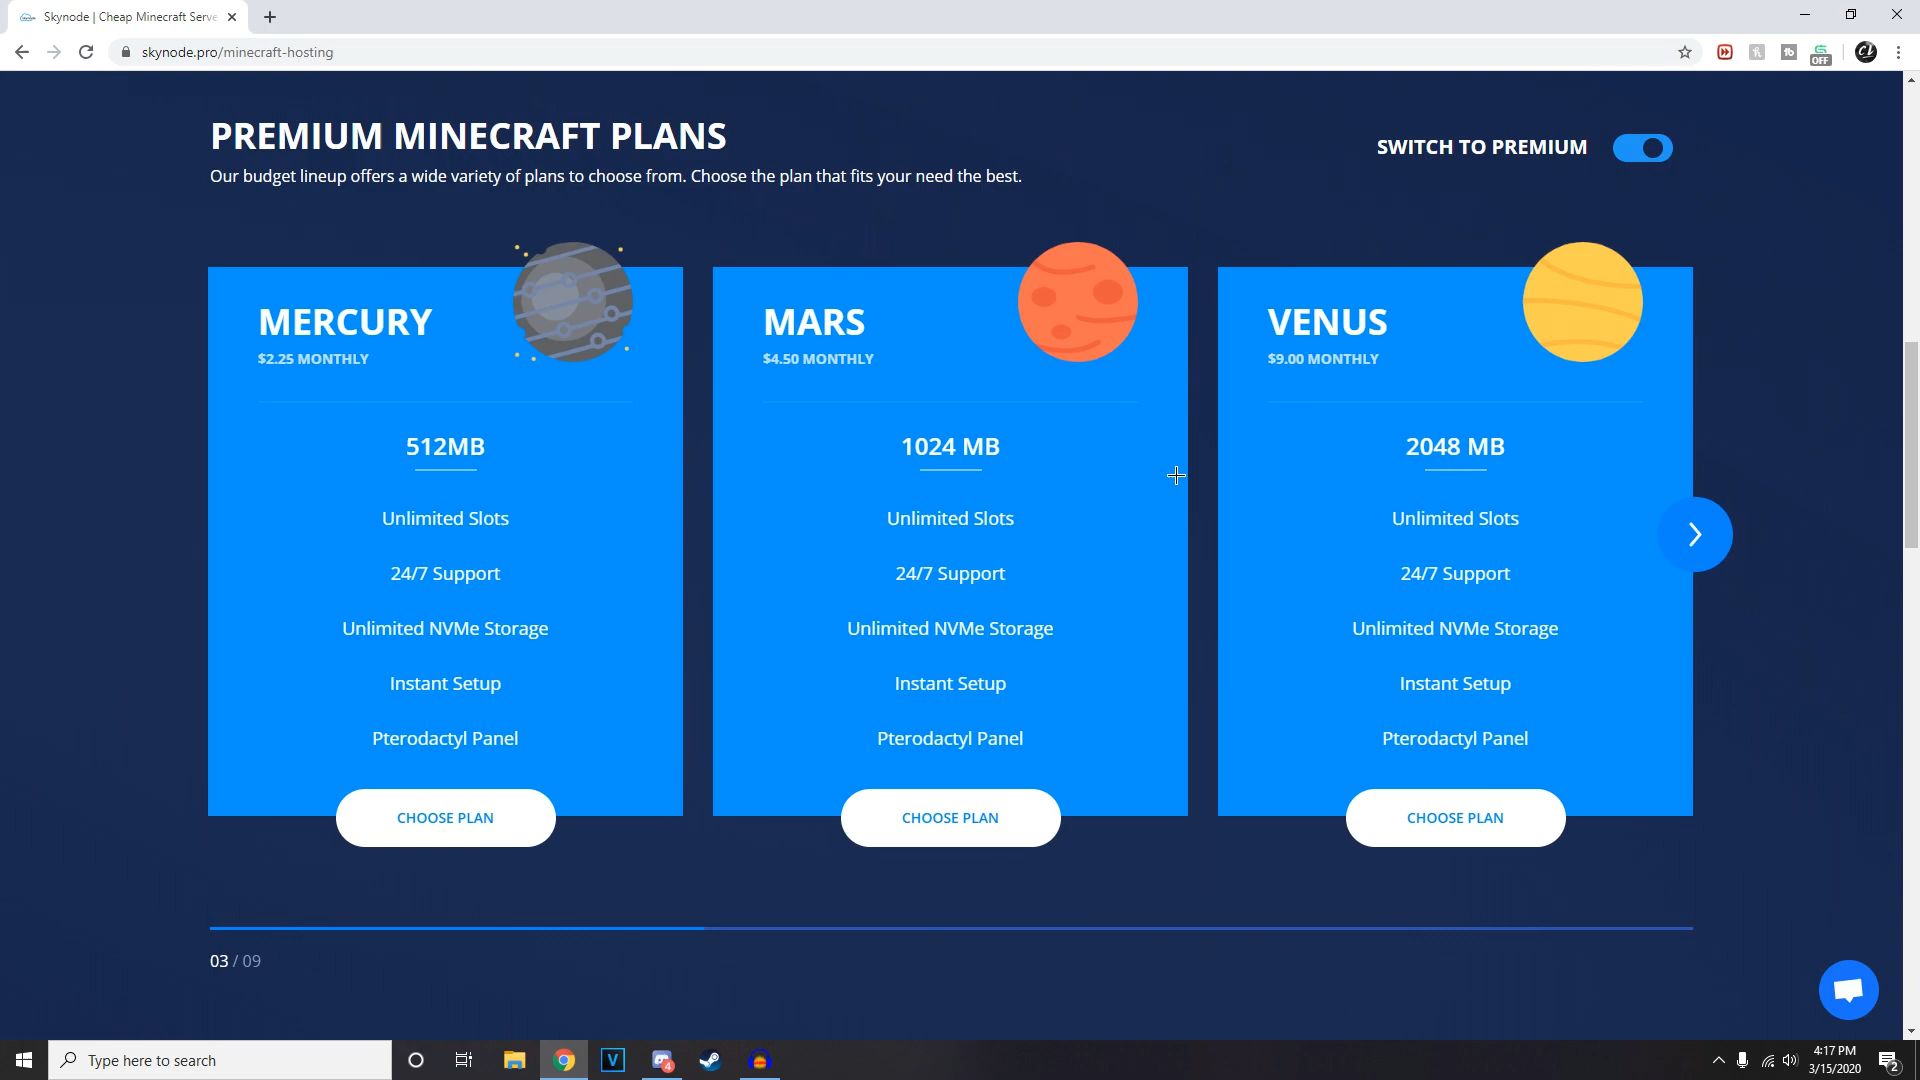 Skynode | Cheap Minecraft Serve
skynode.pro/minecraft-hosting
OFF
PREMIUM MINECRAFT PLANS
SWITCH TO PREMIUM
Our budget lineup offers a wide variety of plans to choose from. Choose the plan that fits your need the best.
MERCURY
$2.25 MONTHLY
512MB
Unlimited Slots
24/7 Support
Unlimited NVMe Storage
Instant Setup
Pterodactyl Panel
CHOOSE PLAN
MARS
$4.50 MONTHLY
1024 MB
Unlimited Slots
24/7 Support
Unlimited NVMe Storage
Instant Setup
Pterodactyl Panel
CHOOSE PLAN
VENUS
$9.00 MONTHLY
2048 MB
Unlimited Slots
24/7 Support
Unlimited NVMe Storage
Instant Setup
Pterodactyl Panel
CHOOSE PLAN
03 / 09
Type here to search
V
4
4:17 PM
3/15/2020
2